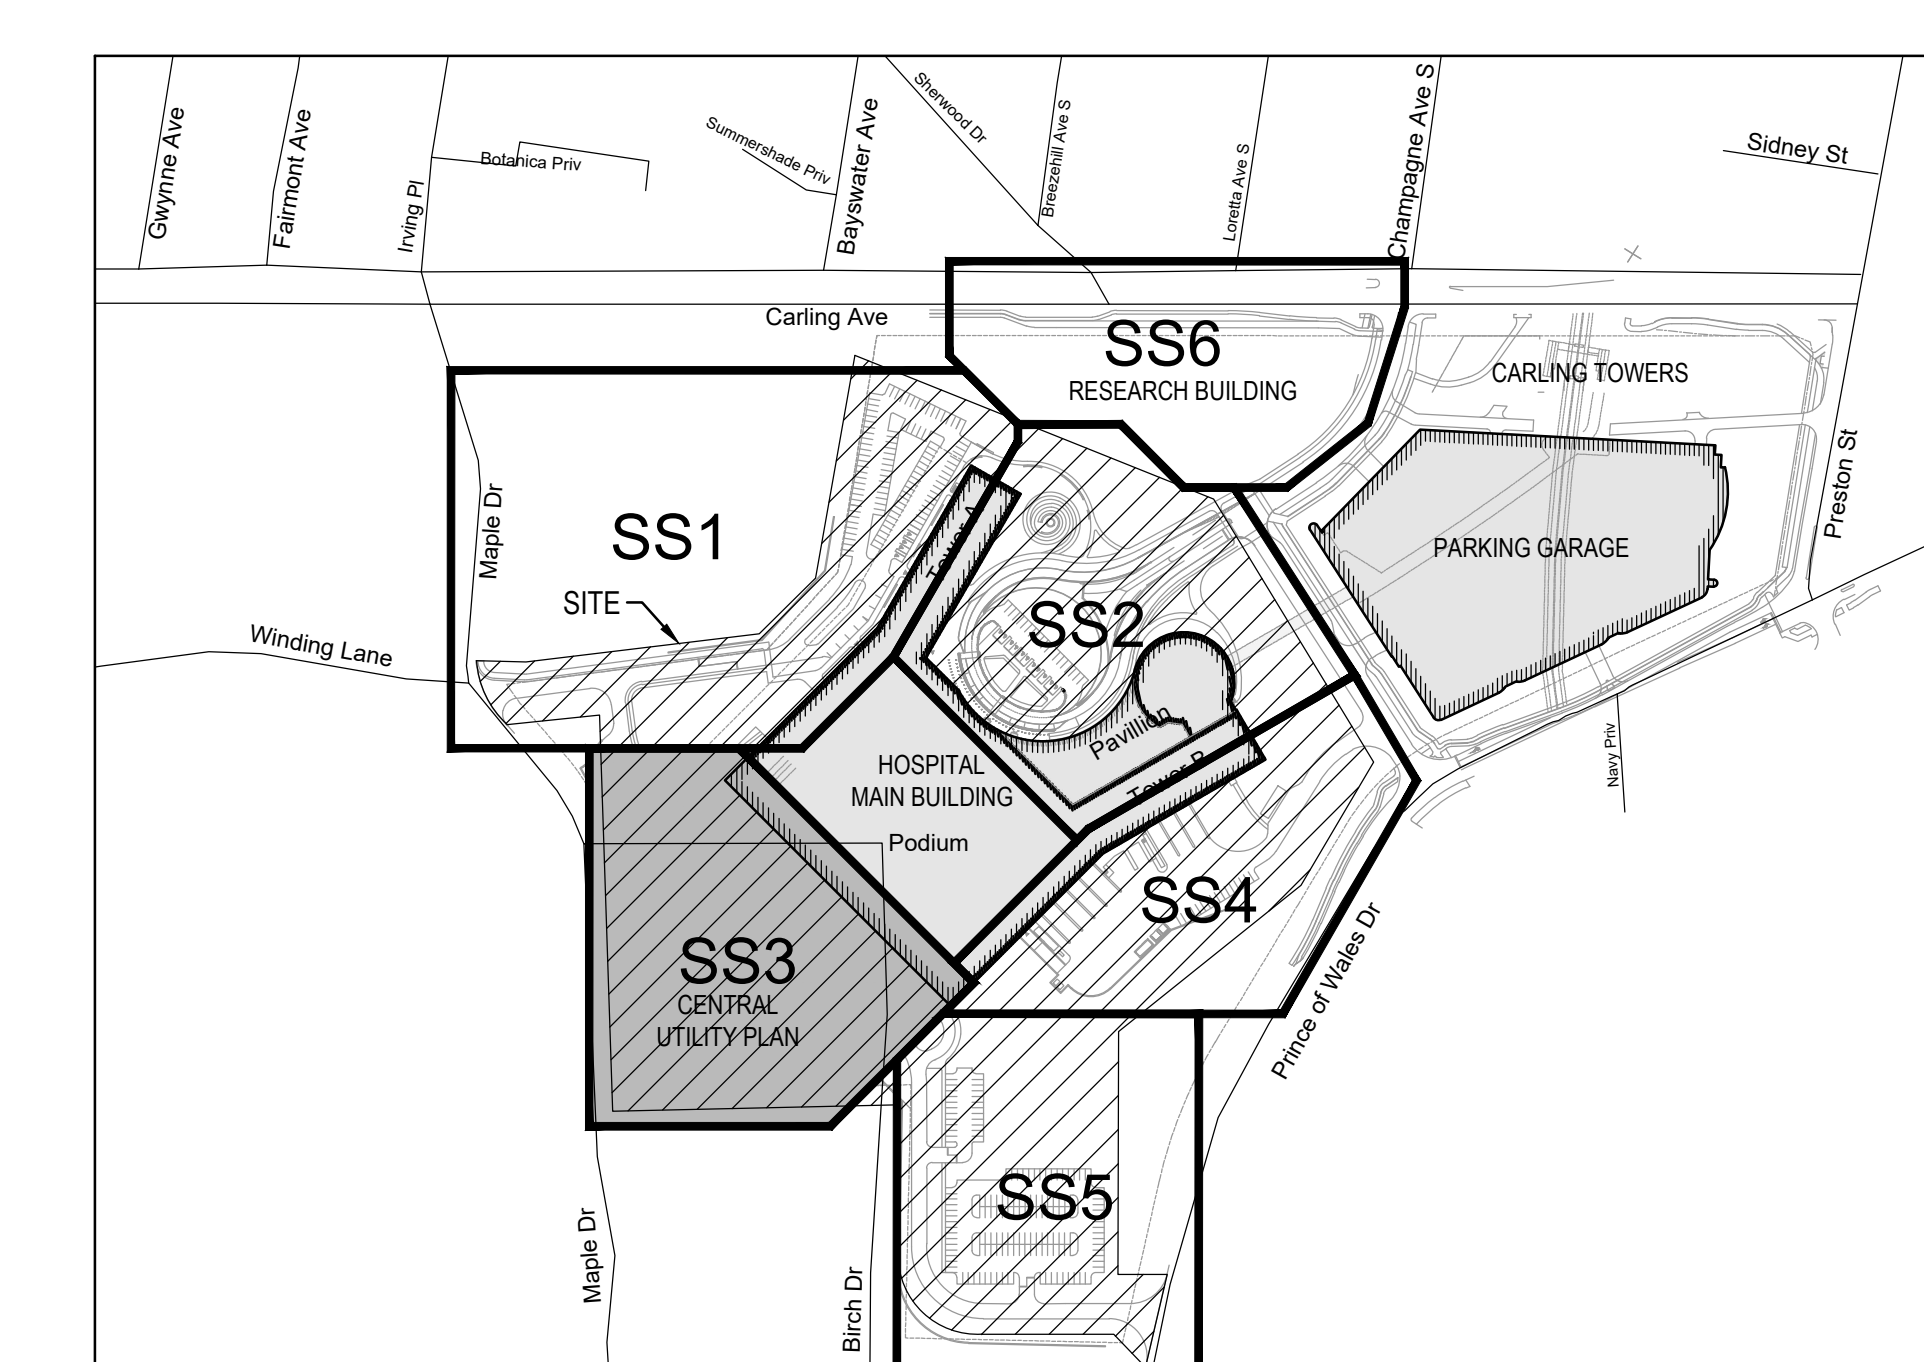 Gwynne Ave
Fairmont Ave
Irving Pl
Botanica Priv
Summershade Priv
Bayswater Ave
Sherwood Dr
Breezehill Ave S
Loretta Ave S
Champagne Ave S
Sidney St
Carling Ave
SS6
RESEARCH BUILDING
CARLING TOWERS
Preston St
Maple Dr
SS1
Tower A
PARKING GARAGE
SITE
SS2
Winding Lane
Pavillion
Tower B
HOSPITAL
MAIN BUILDING
Podium
Navy Priv
SS4
SS3
CENTRAL
UTILITY PLAN
Prince of Wales Dr
SS5
Maple Dr
Birch Dr